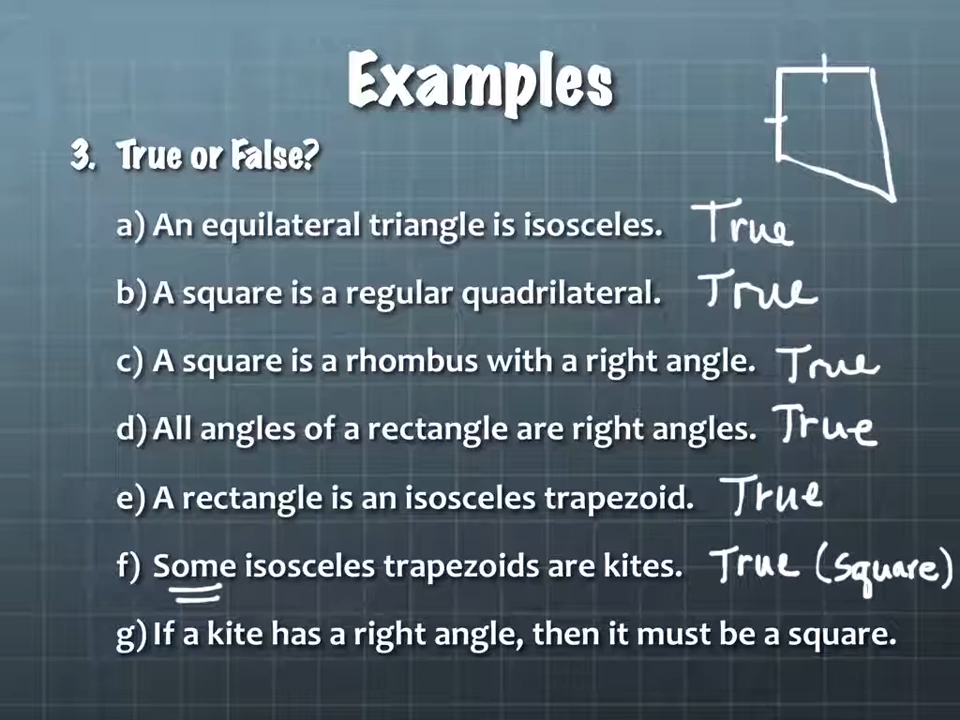 Examples
3. True or False?
a) An equilateral triangle is isosceles. True
b) A square is a regular quadrilateral. True
c) A square is a rhombus with a right angle. True
d) All angles of a rectangle are right angles. True
e) A rectangle is an isosceles trapezoid. True
f) Some isosceles trapezoids are kites. True (square)
g) If a kite has a right angle, then it must be a square.